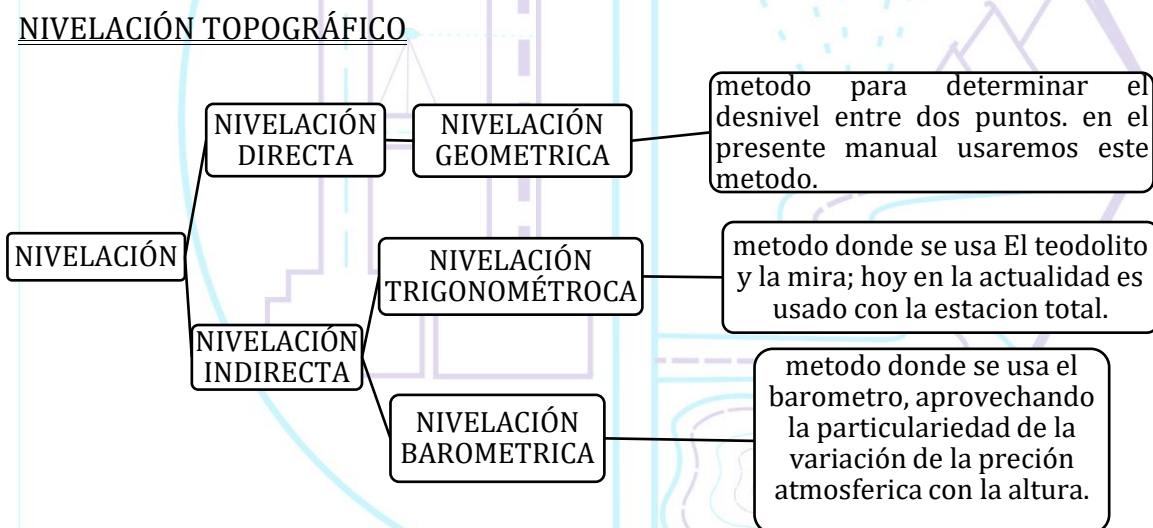 NIVELACIÓN TOPOGRÁFICO
NIVELACIÓN
NIVELACIÓN
DIRECTA
NIVELACIÓN
GEOMETRICA
metodo para determinar el
desnivel entre dos puntos. en el
presente manual usaremos este
metodo.
NIVELACIÓN
INDIRECTA
NIVELACIÓN
TRIGONOMÉTROCA
metodo donde se usa El teodolito
y la mira; hoy en la actualidad es
usado con la estacion total.
NIVELACIÓN
BAROMETRICA
metodo donde se usa el
barometro, aprovechando
la particulariedad de la
variación de la preción
atmosferica con la altura.